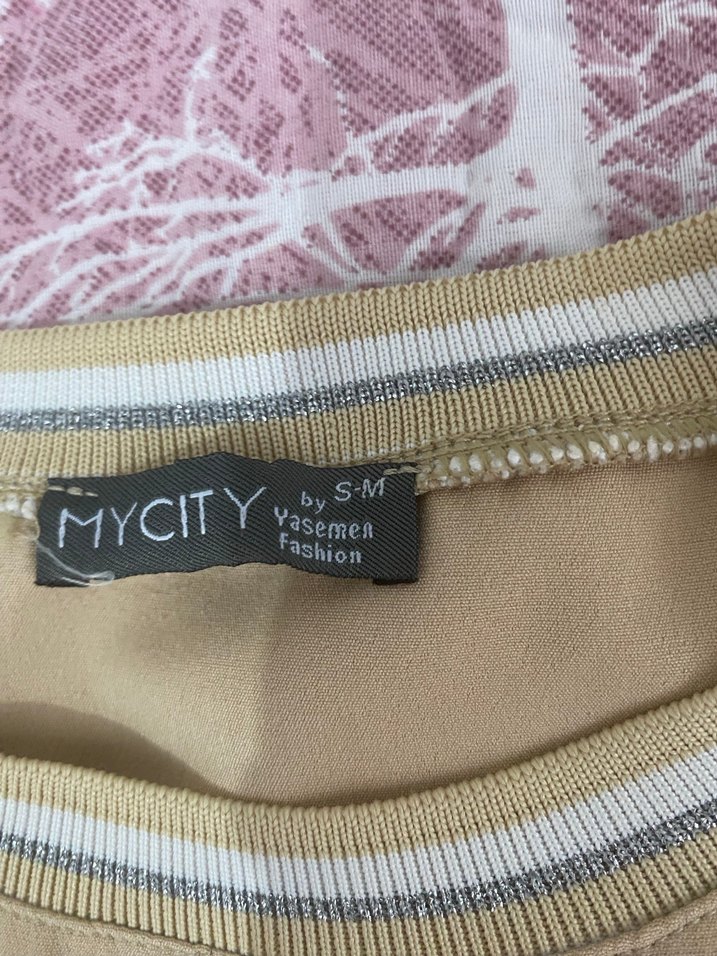 MYCITY
by
Yasemen
Fashion
S-M